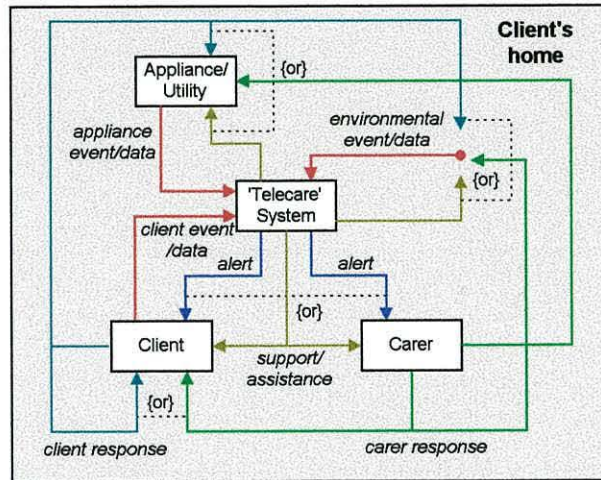 Client's
home
Appliance/
Utility
{or}
appliance
event/data
environmental
event/data
{or}
'Telecare'
System
client event
/data
alert
alert
{or}
Client
support/
assistance
Carer
{or}
client response
carer response